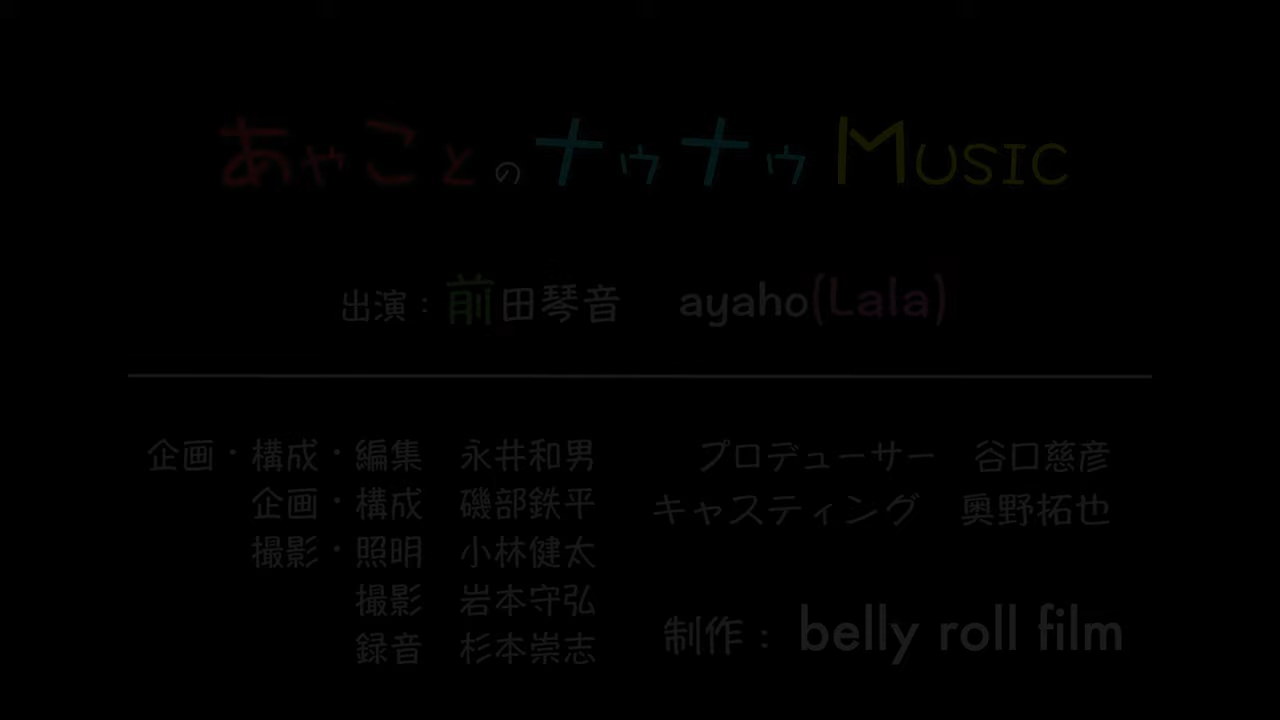 あやことのナゥナゥMUSIC
出演：前田琴音 ayaho(Lala)
企画・構成・編集 永井和男
企画・構成 磯部鉄平
撮影・照明 小林健太
撮影 岩本守弘
録音 杉本崇志
プロデューサー 谷口慈彦
キャスティング 奥野拓也
制作：belly roll film